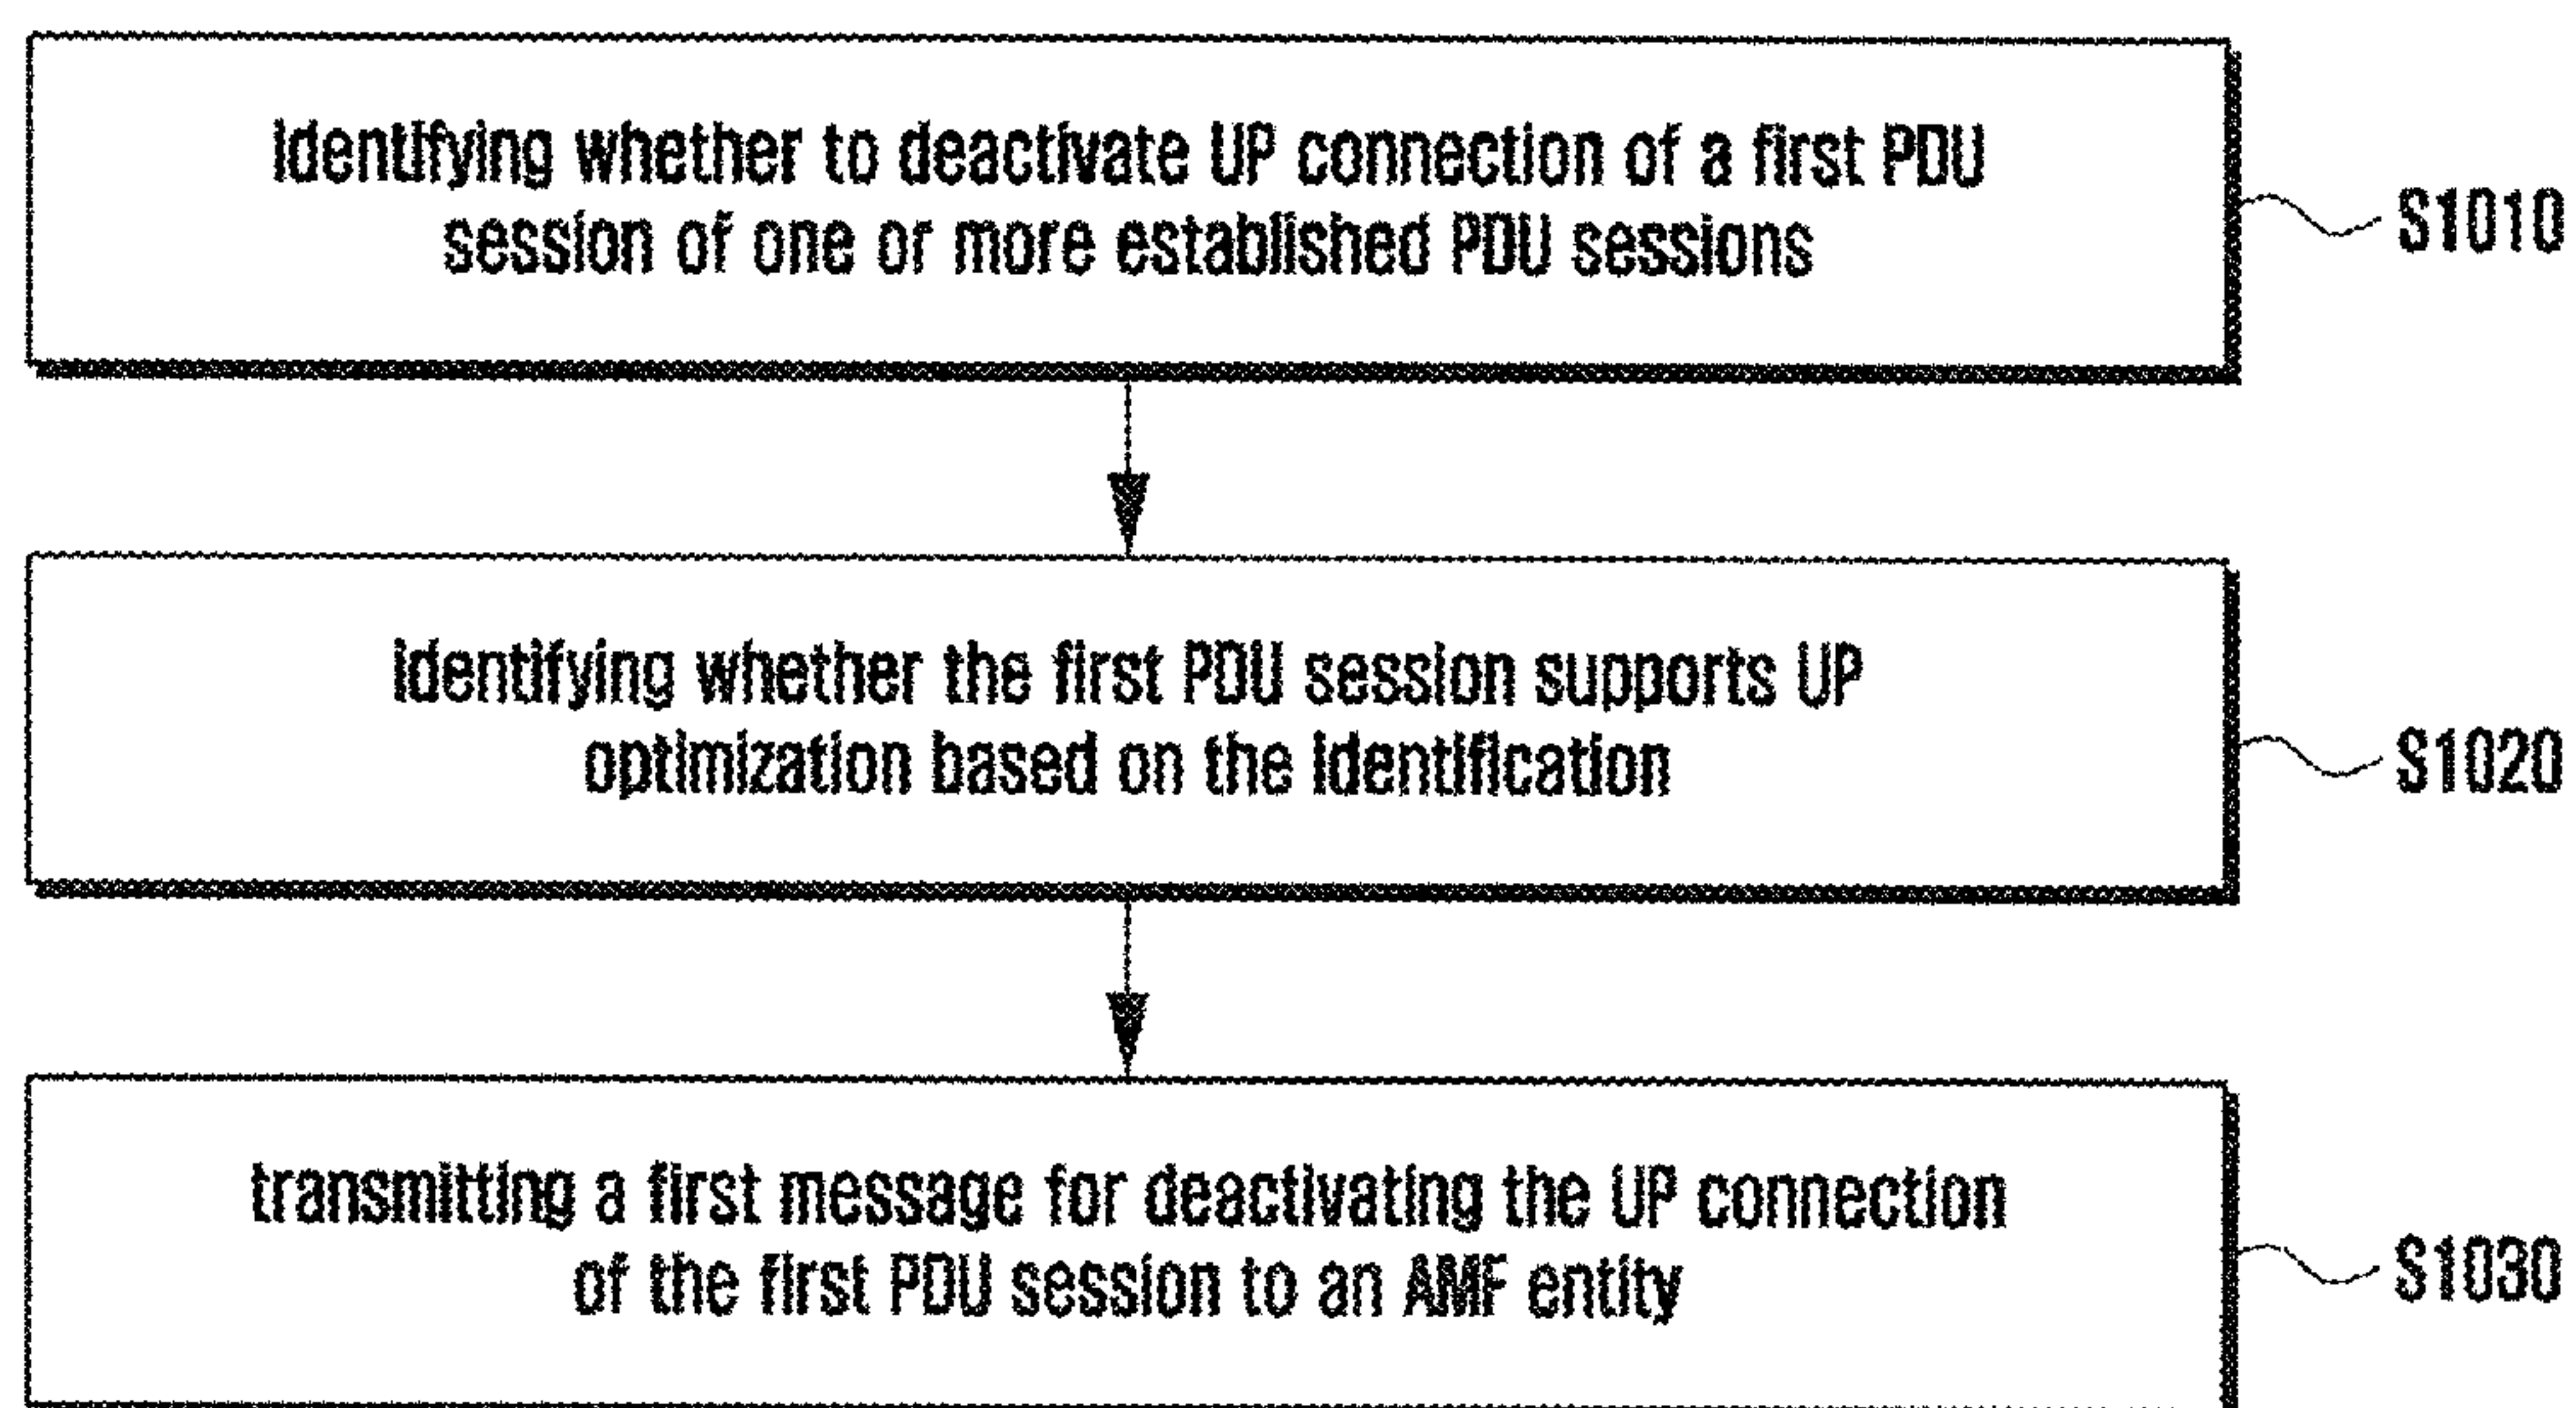 identifying whether to deactivate UP connection of a first PDU
session of one or more established PDU sessions
S1010
identifying whether the first PDU session supports UP
optimization based on the identification
S1020
transmitting a first message for deactivating the UP connection
of the first PDU session to an AMF entity
S1030